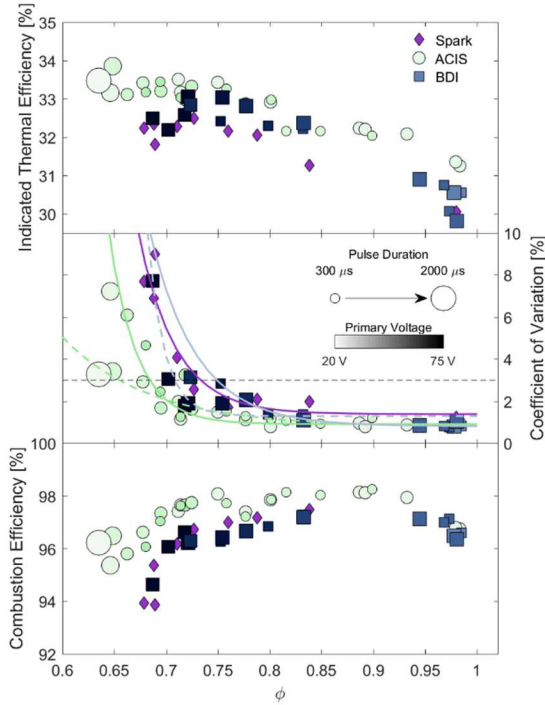 Indicated Thermal Efficiency [%]
35
34
33
32
31
30
Spark
ACIS
BDI
Coefficient of Variation [%]
10
8
6
4
2
0
Pulse Duration
300 μs
2000 μs
Primary Voltage
20 V
75 V
Combustion Efficiency [%]
100
98
96
94
92
0.6 0.65 0.7 0.75 0.8 0.85 0.9 0.95 1
ϕ